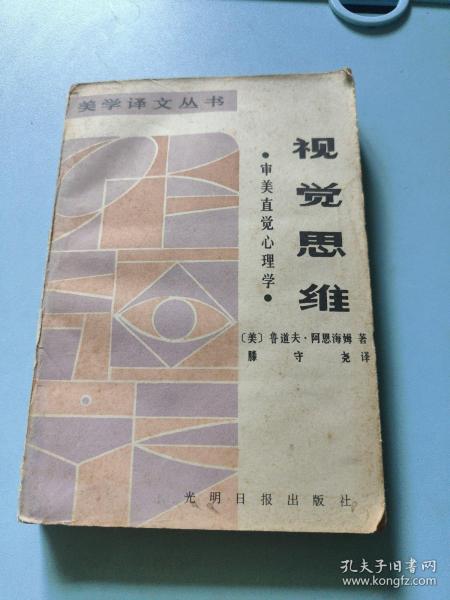 美学译文丛书
视觉思维
•审美直觉心理学•
〔美〕鲁道夫·阿恩海姆 著
滕守尧 译
光明日报出版社
孔夫子旧书网
www.kongfz.com